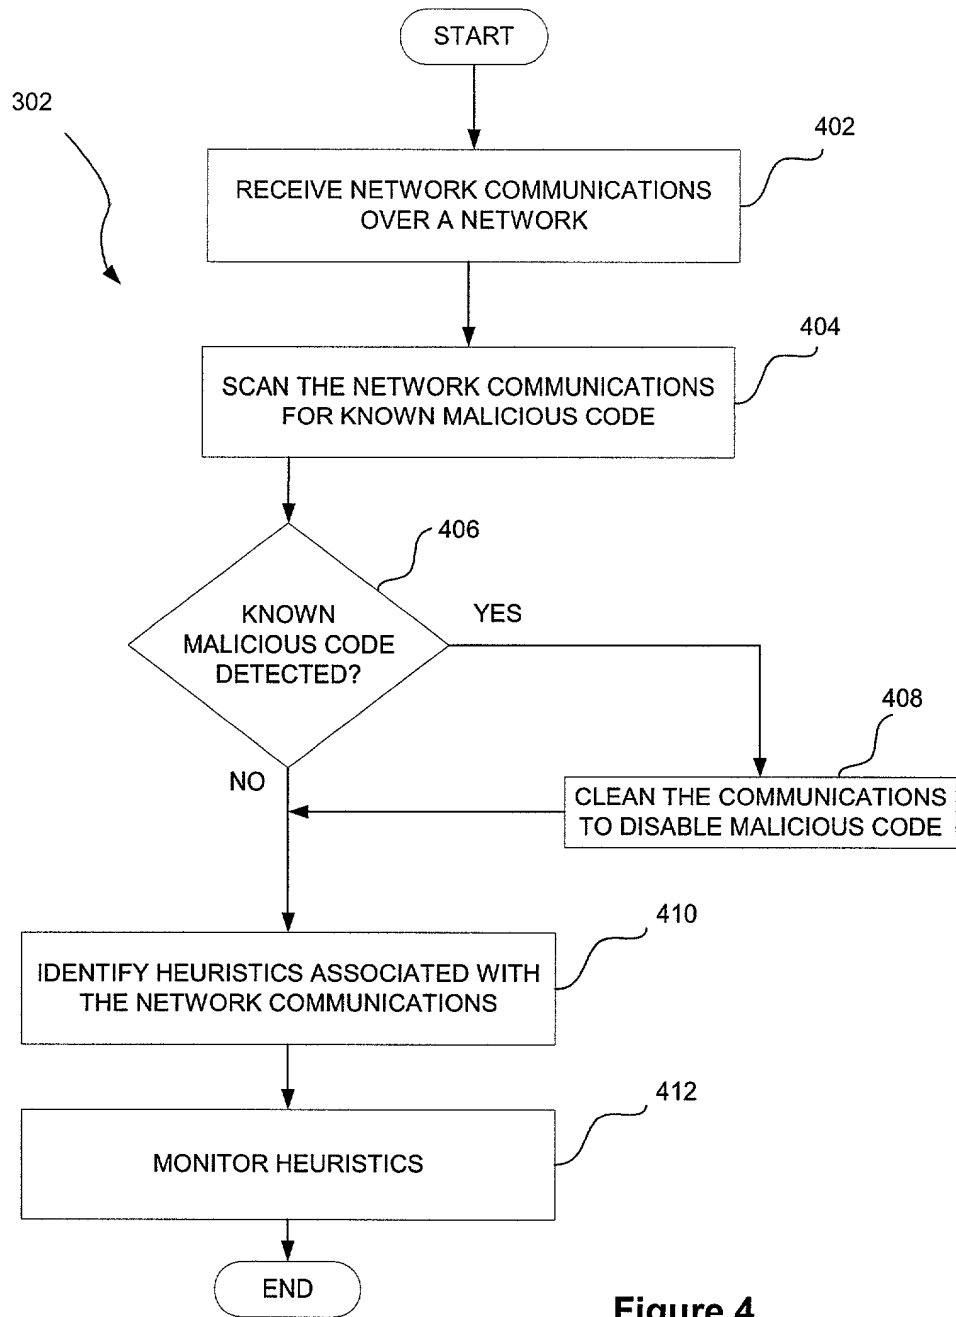 START
302
402
RECEIVE NETWORK COMMUNICATIONS
OVER A NETWORK
404
SCAN THE NETWORK COMMUNICATIONS
FOR KNOWN MALICIOUS CODE
406
KNOWN
MALICIOUS CODE
DETECTED?
YES
408
NO
CLEAN THE COMMUNICATIONS
TO DISABLE MALICIOUS CODE
410
IDENTIFY HEURISTICS ASSOCIATED WITH
THE NETWORK COMMUNICATIONS
412
MONITOR HEURISTICS
END
Figure 4